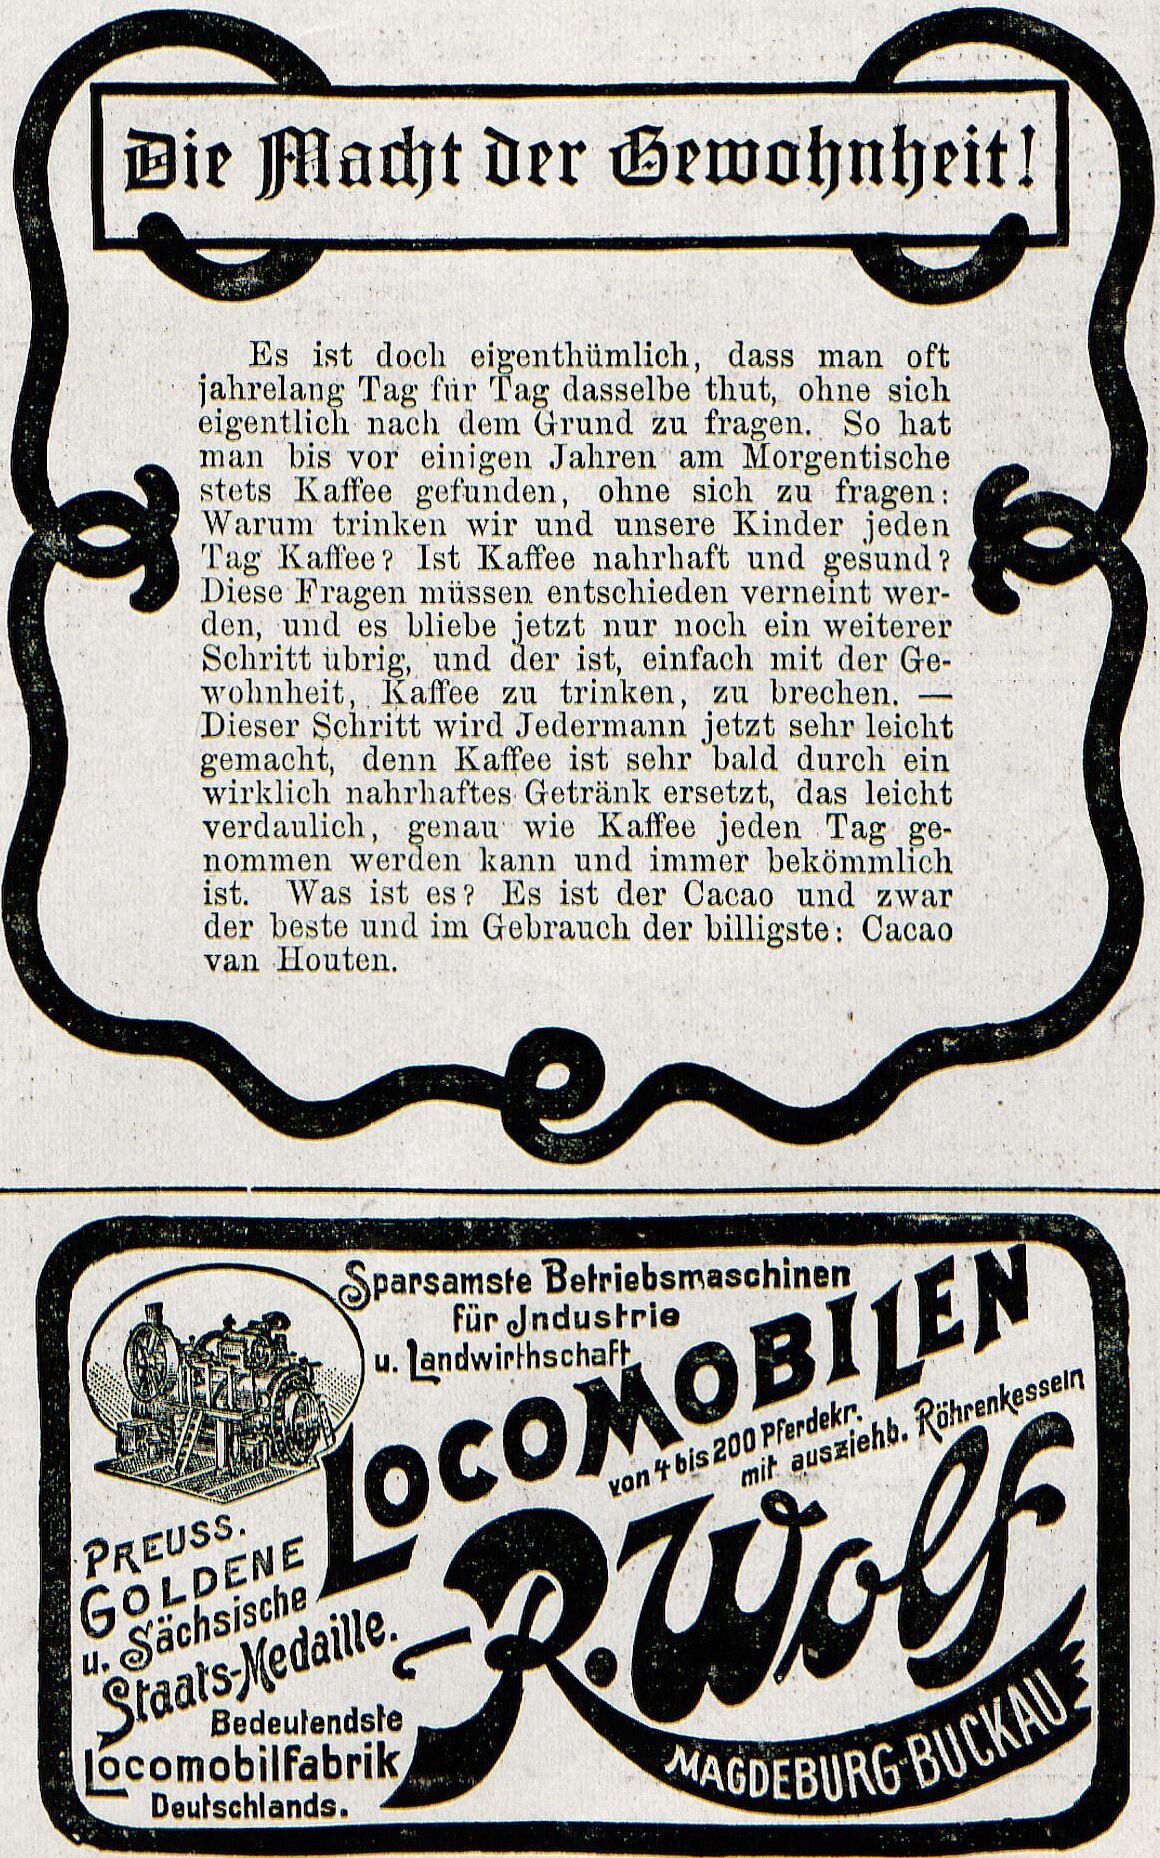 Die Macht der Gewohnheit!
Es ist doch eigenthümlich, dass man oft
jahrelang Tag für Tag dasselbe thut, ohne sich
eigentlich nach dem Grund zu fragen. So hat
man bis vor einigen Jahren am Morgentische
stets Kaffee gefunden, ohne sich zu fragen:
Warum trinken wir und unsere Kinder jeden
Tag Kaffee? Ist Kaffee nahrhaft und gesund?
Diese Fragen müssen entschieden verneint wer-
den, und es bliebe jetzt nur noch ein weiterer
Schritt übrig, und der ist, einfach mit der Ge-
wohnheit, Kaffee zu trinken, zu brechen. —
Dieser Schritt wird Jedermann jetzt sehr leicht
gemacht, denn Kaffee ist sehr bald durch ein
wirklich nahrhaftes Getränk ersetzt, das leicht
verdaulich, genau wie Kaffee jeden Tag ge-
nommen werden kann und immer bekömmlich
ist. Was ist es? Es ist der Cacao und zwar
der beste und im Gebrauch der billigste: Cacao
van Houten.
Sparsamste Betriebsmaschinen
für Industrie
u. Landwirthschaft
LOCOMOBILEN
von 4 bis 200 Pferdekr.
mit ausziehb. Röhrenkesseln
R. Wolf
MAGDEBURG-BUCKAU
PREUSS.
GOLDENE
u. Sächsische
Staats-Medaille.
Bedeutendste
Locomobilfabrik
Deutschlands.